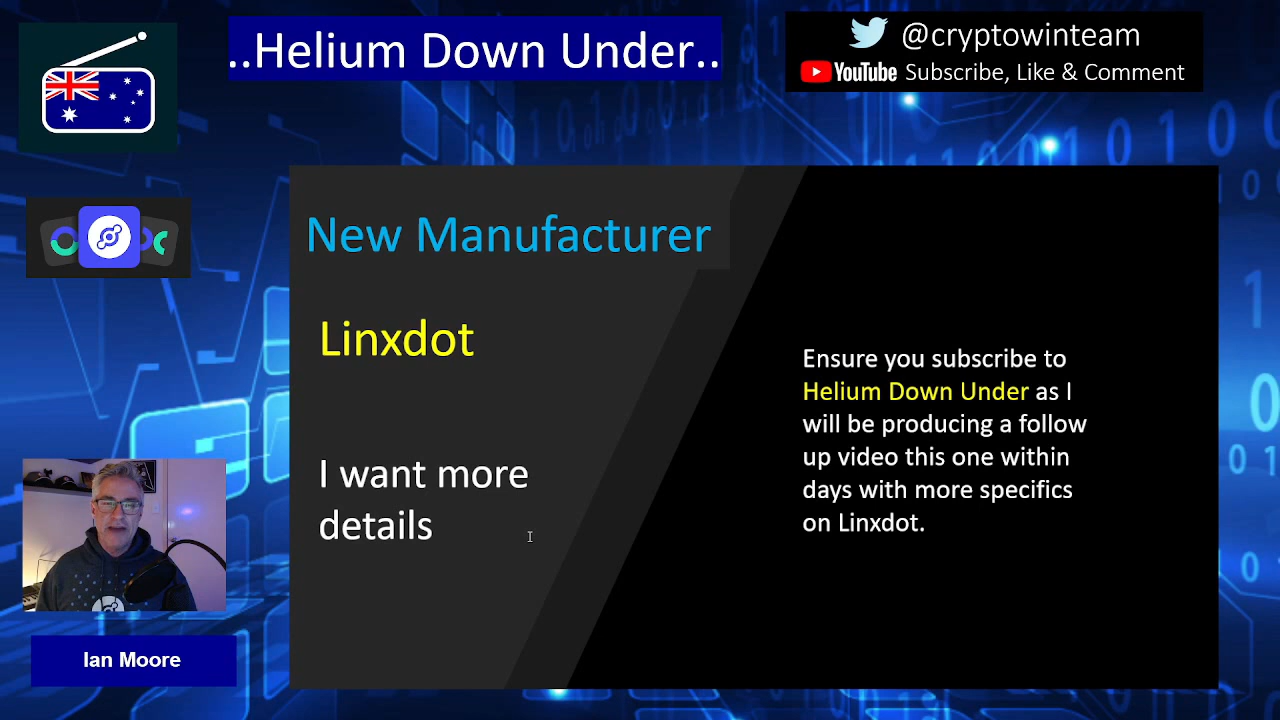 ..Helium Down Under..
@cryptowinteam
YouTube Subscribe, Like & Comment
New Manufacturer
Linxdot
I want more
details
Ensure you subscribe to
Helium Down Under as I
will be producing a follow
up video this one within
days with more specifics
on Linxdot.
Ian Moore